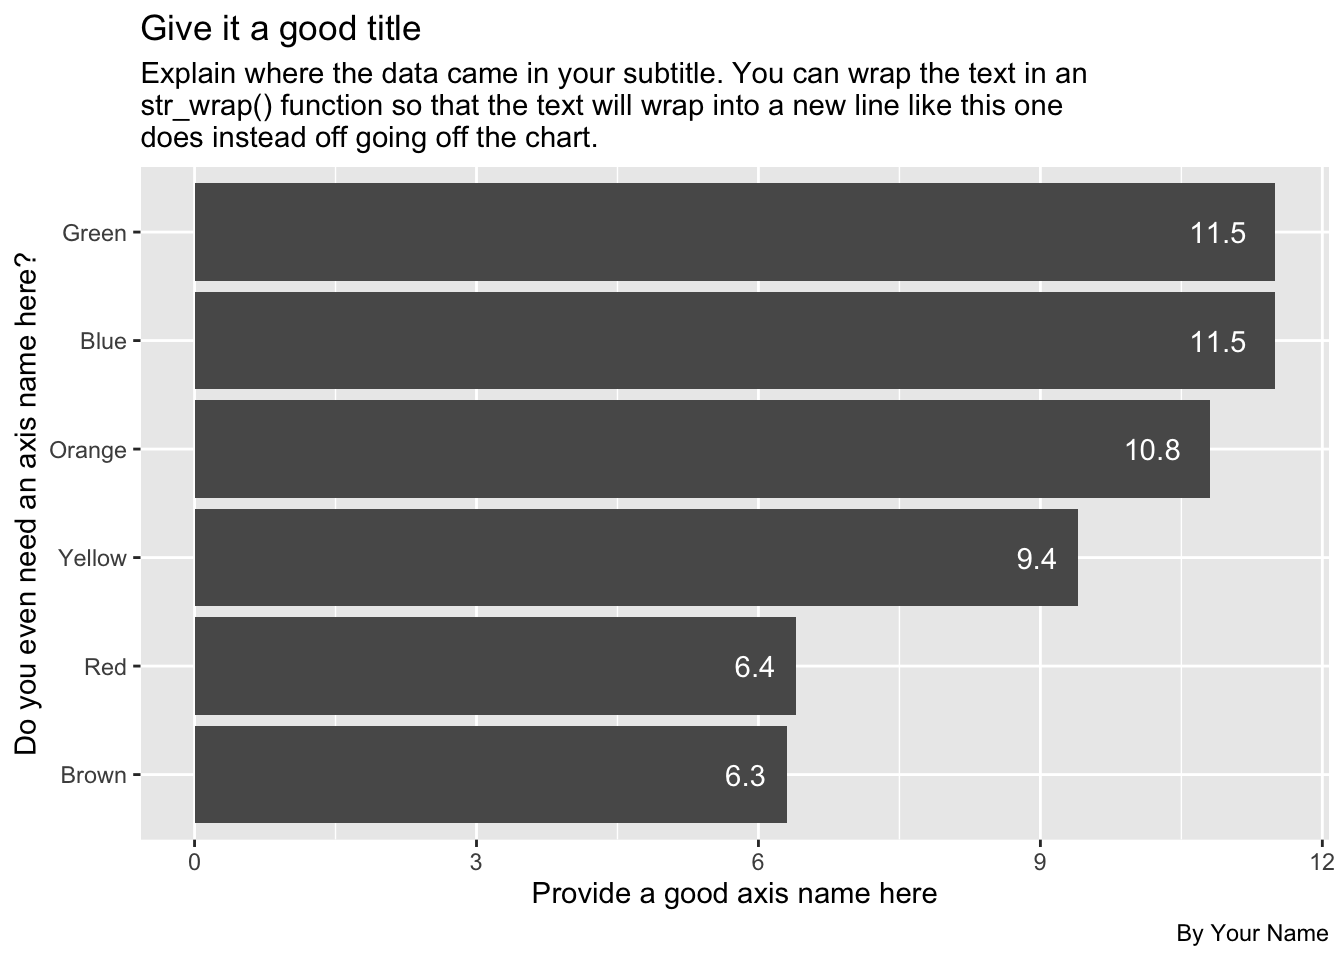 Give it a good title
Explain where the data came in your subtitle. You can wrap the text in an
str_wrap() function so that the text will wrap into a new line like this one
does instead off going off the chart.
Do you even need an axis name here?
Green
11.5
Blue
11.5
Orange
10.8
Yellow
9.4
Red
6.4
Brown
6.3
0 3 6 9 12
Provide a good axis name here
By Your Name